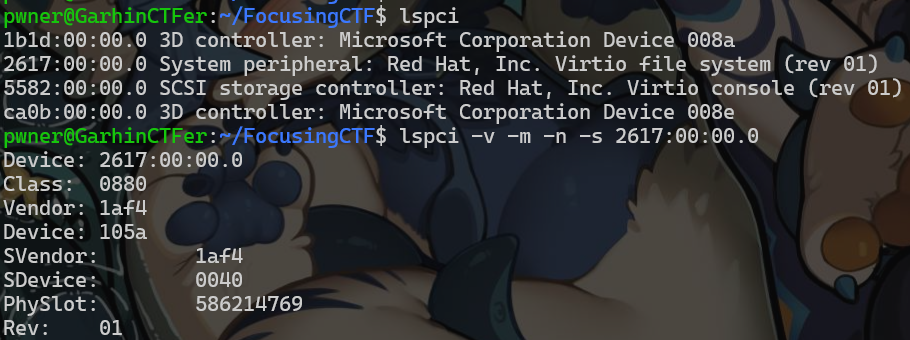 pwner@GarhinCTFer:~/FocusingCTF$ lspci
1b1d:00:00.0 3D controller: Microsoft Corporation Device 008a
2617:00:00.0 System peripheral: Red Hat, Inc. Virtio file system (rev 01)
5582:00:00.0 SCSI storage controller: Red Hat, Inc. Virtio console (rev 01)
ca0b:00:00.0 3D controller: Microsoft Corporation Device 008e
pwner@GarhinCTFer:~/FocusingCTF$ lspci -v -m -n -s 2617:00:00.0
Device: 2617:00:00.0
Class: 0880
Vendor: 1af4
Device: 105a
SVendor: 1af4
SDevice: 0040
PhySlot: 586214769
Rev: 01